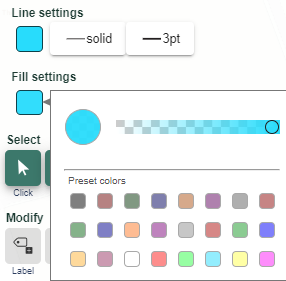 Line settings
solid 3pt
Fill settings
Select
Click
Preset colors
Modify
Label